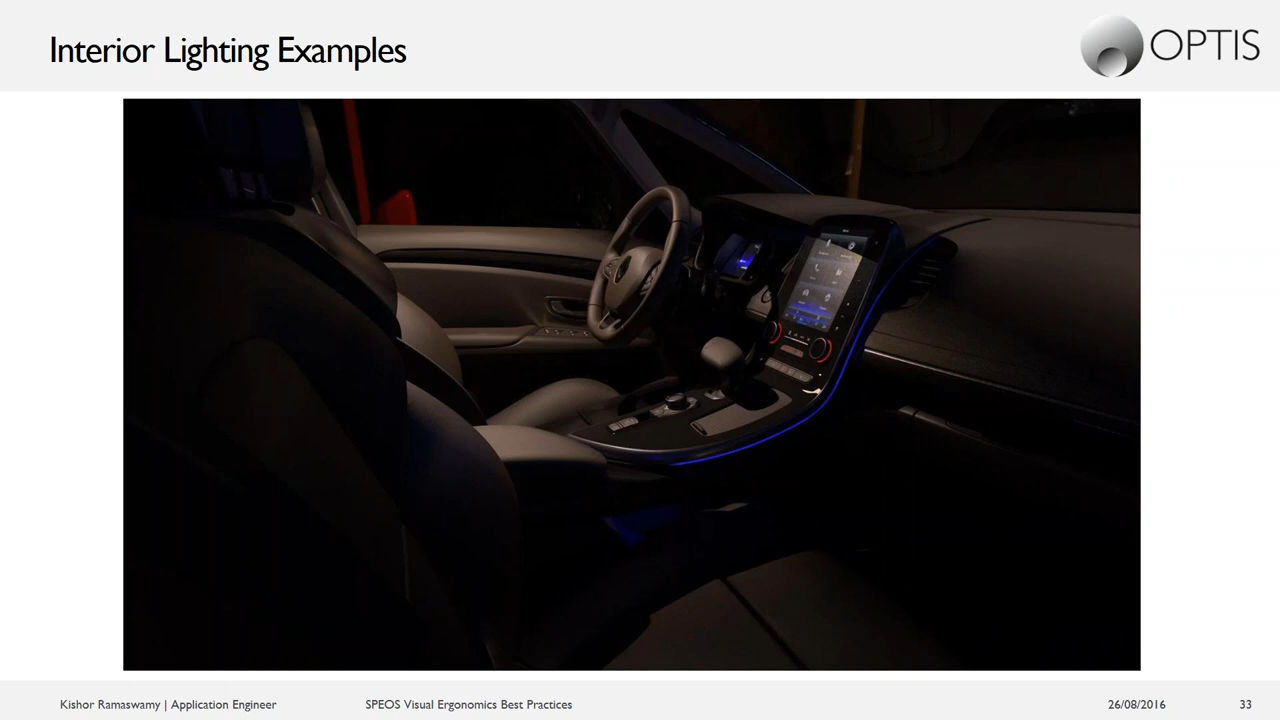 Interior Lighting Examples
OPTIS
Kishor Ramaswamy | Application Engineer
SPEOS Visual Ergonomics Best Practices
26/08/2016
33